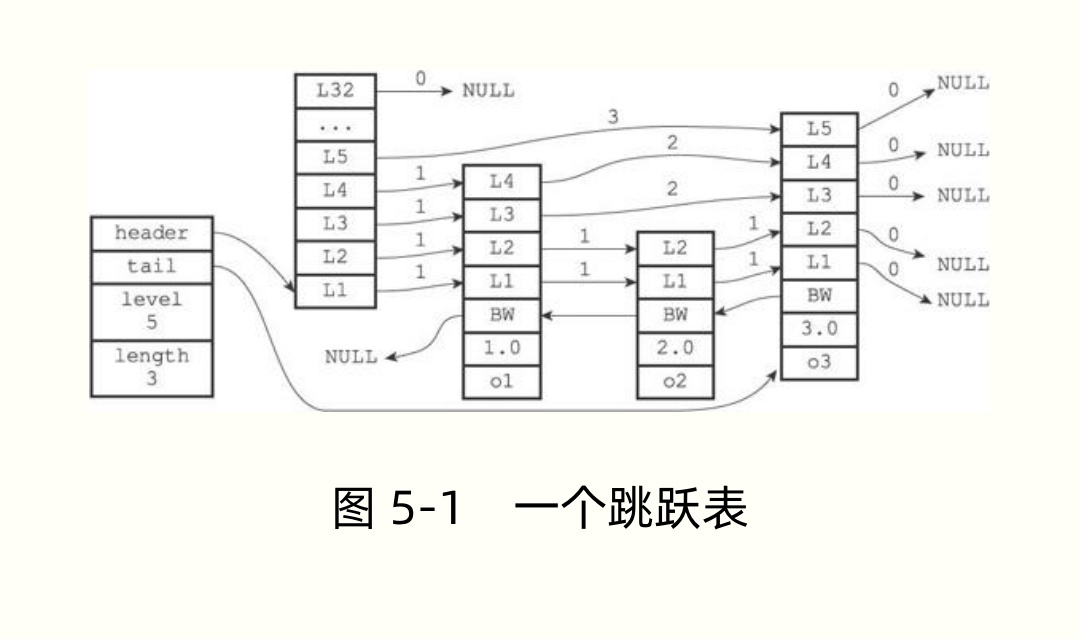 header
tail
level
5
length
3
L32
...
L5
L4
L3
L2
L1
0
NULL
1
1
1
1
NULL
L4
L3
L2
L1
BW
1.0
o1
3
2
2
1
1
L2
L1
BW
2.0
o2
1
1
L5
L4
L3
L2
L1
BW
3.0
o3
0
NULL
0
NULL
0
NULL
0
NULL
0
NULL
图 5-1 一个跳跃表